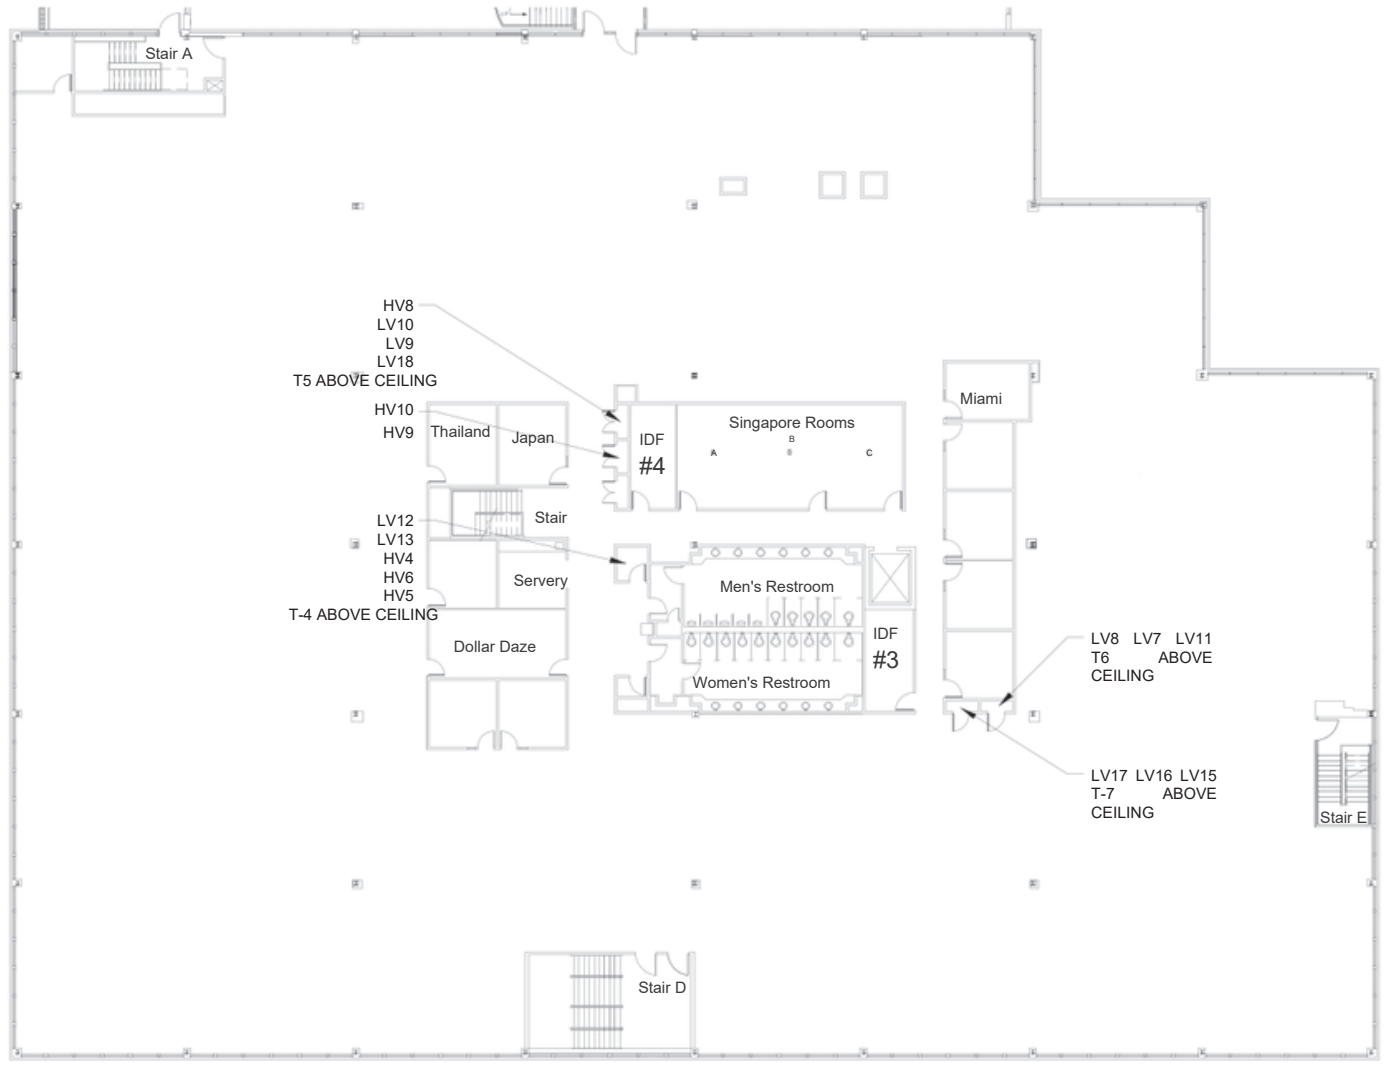 Stair A
HV8
LV10
LV9
LV18
T5 ABOVE CEILING
HV10
HV9
Thailand
Japan
IDF
#4
Singapore Rooms
A
B
C
Miami
LV12
LV13
HV4
HV6
HV5
T-4 ABOVE CEILING
Stair
Servery
Dollar Daze
Men's Restroom
Women's Restroom
IDF
#3
LV8 LV7 LV11
T6 ABOVE
CEILING
LV17 LV16 LV15
T-7 ABOVE
CEILING
Stair E
Stair D